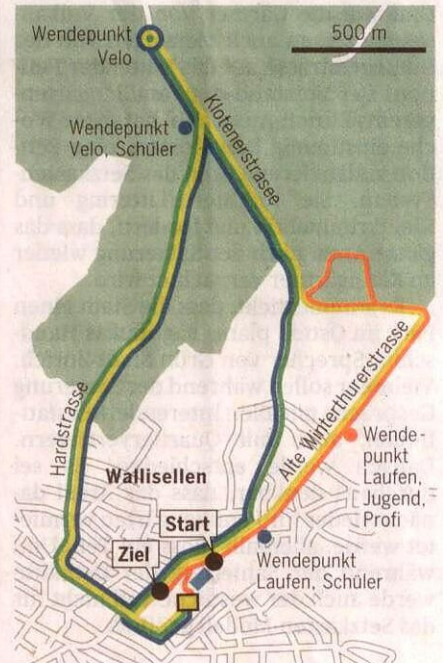 Wendepunkt
Velo
500 m
Klotenerstrasee
Wendepunkt
Velo, Schüler
Hardstrasse
Alte Winterthurerstrasse
Wallisellen
Wende-
punkt
Laufen,
Jugend,
Profi
Start
Ziel
Wendepunkt
Laufen, Schüler